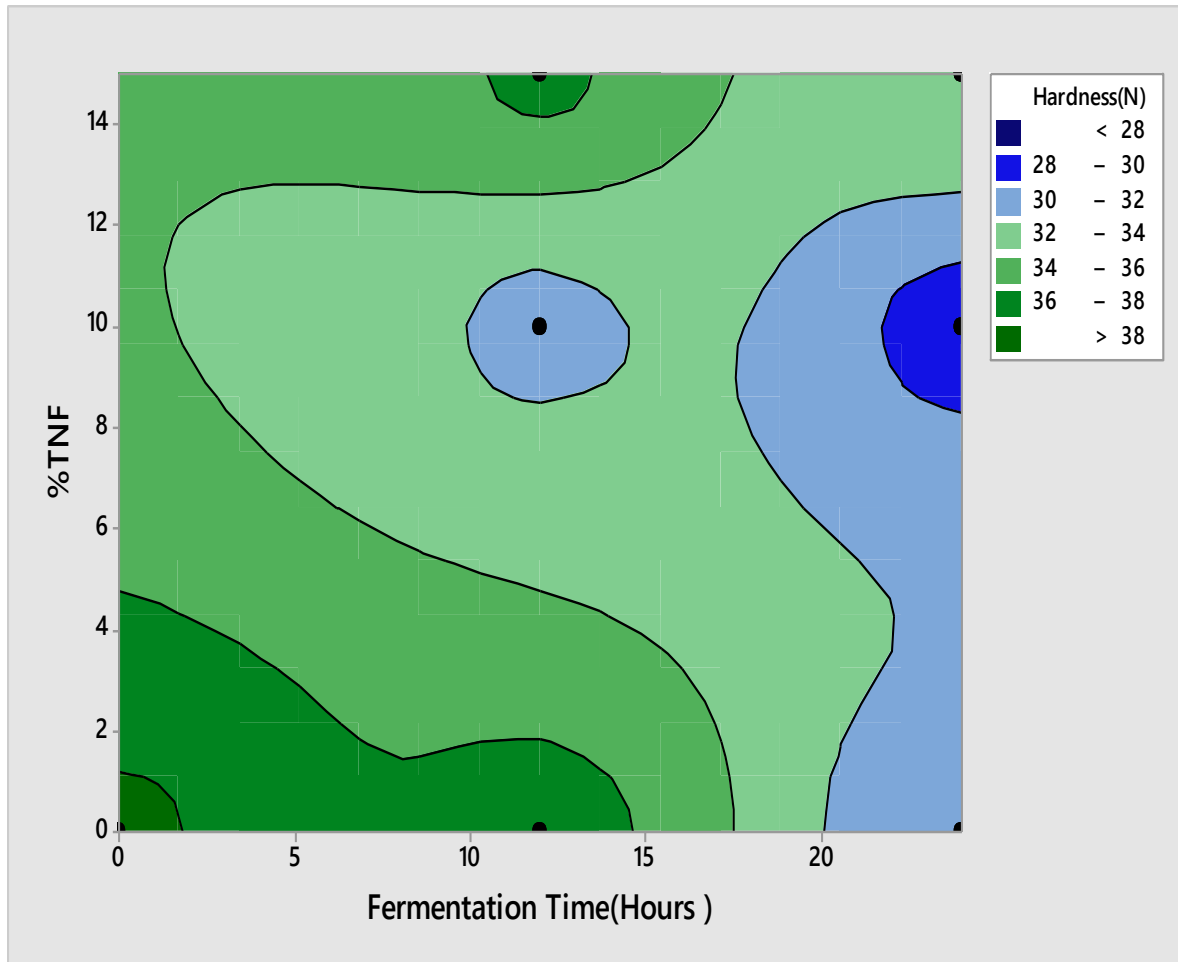 Hardness(N)
< 28
28 – 30
30 – 32
32 – 34
34 – 36
36 – 38
> 38
%TNF
14
12
10
8
6
4
2
0
0 5 10 15 20
Fermentation Time(Hours )